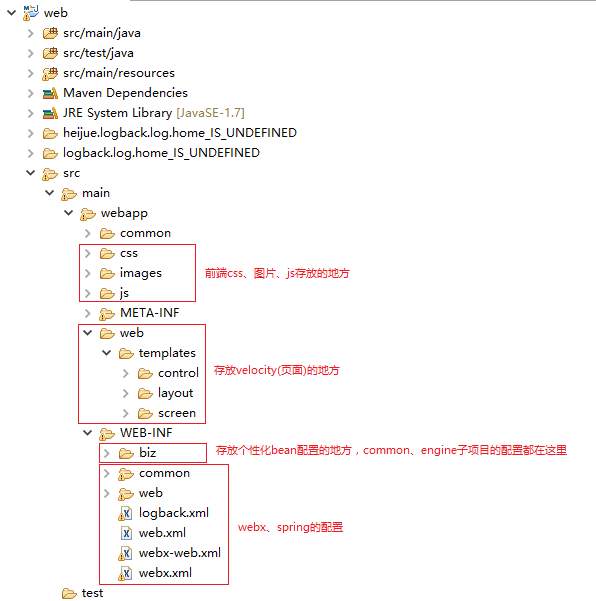 web
src/main/java
src/test/java
src/main/resources
Maven Dependencies
JRE System Library [JavaSE-1.7]
heijue.logback.log.home_IS_UNDEFINED
logback.log.home_IS_UNDEFINED
src
main
webapp
common
css
images 前端css、图片、js存放的地方
js
META-INF
web
templates
control 存放velocity(页面)的地方
layout
screen
WEB-INF
biz 存放个性化bean配置的地方，common、engine子项目的配置都在这里
common
web
logback.xml
web.xml webx、spring的配置
webx-web.xml
webx.xml
test